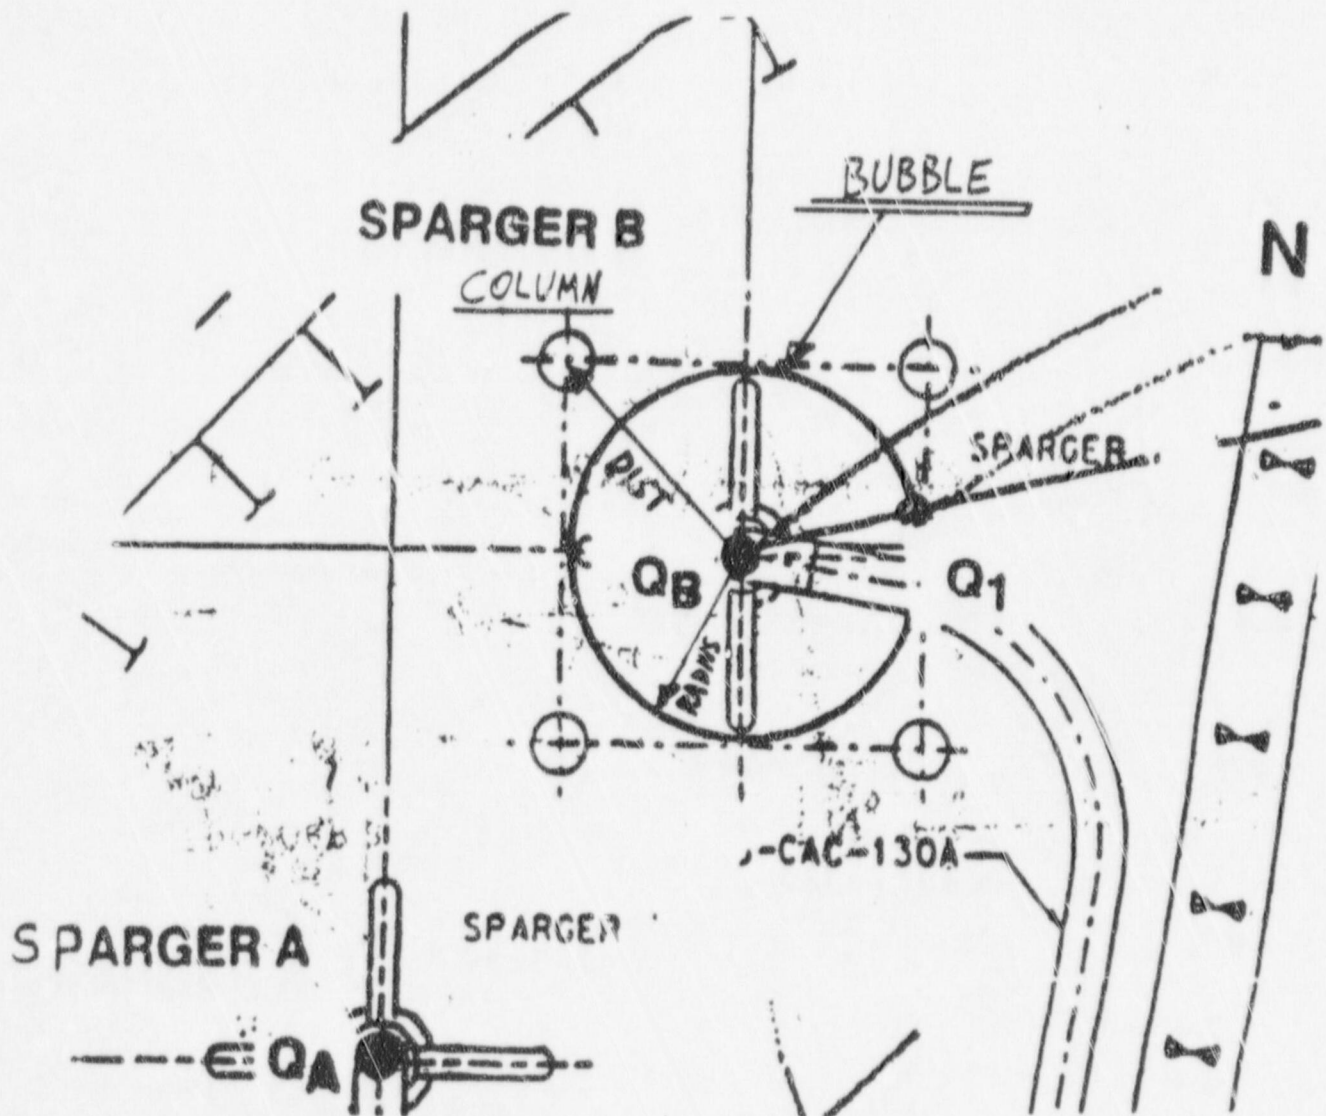 BUBBLE
SPARGER B
N
COLUMN
SPARGER
DIST
QB
Q1
RADIUS
-CAC-130A
SPARGER A
SPARGER
QA